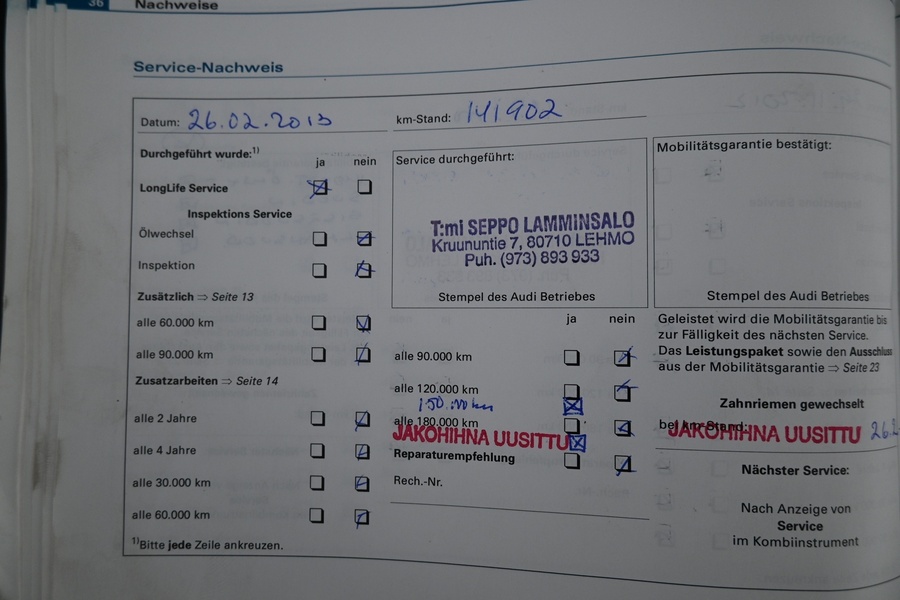 36 Nachweise
Service-Nachweis
Datum: 26.02.2013
km-Stand: 141902
Durchgeführt wurde:1)
ja nein
LongLife Service
Inspektions Service
Ölwechsel
Inspektion
Zusätzlich ⇒ Seite 13
alle 60.000 km
alle 90.000 km
Zusatzarbeiten ⇒ Seite 14
alle 2 Jahre
alle 4 Jahre
alle 30.000 km
alle 60.000 km
1)Bitte jede Zeile ankreuzen.
Service durchgeführt:
T:mi SEPPO LAMMINSALO
Kruununtie 7, 80710 LEHMO
Puh. (973) 893 933
Stempel des Audi Betriebes
ja nein
alle 90.000 km
alle 120.000 km
150.000 km
alle 180.000 km
JAKOHIHNA UUSITTU
Reparaturempfehlung
Rech.-Nr.
Mobilitätsgarantie bestätigt:
Stempel des Audi Betriebes
Geleistet wird die Mobilitätsgarantie bis
zur Fälligkeit des nächsten Service.
Das Leistungspaket sowie den Ausschluss
aus der Mobilitätsgarantie ⇒ Seite 23
Zahnriemen gewechselt
bei km-Stand:
JAKOHIHNA UUSITTU 26.2
Nächster Service:
Nach Anzeige von
Service
im Kombiinstrument